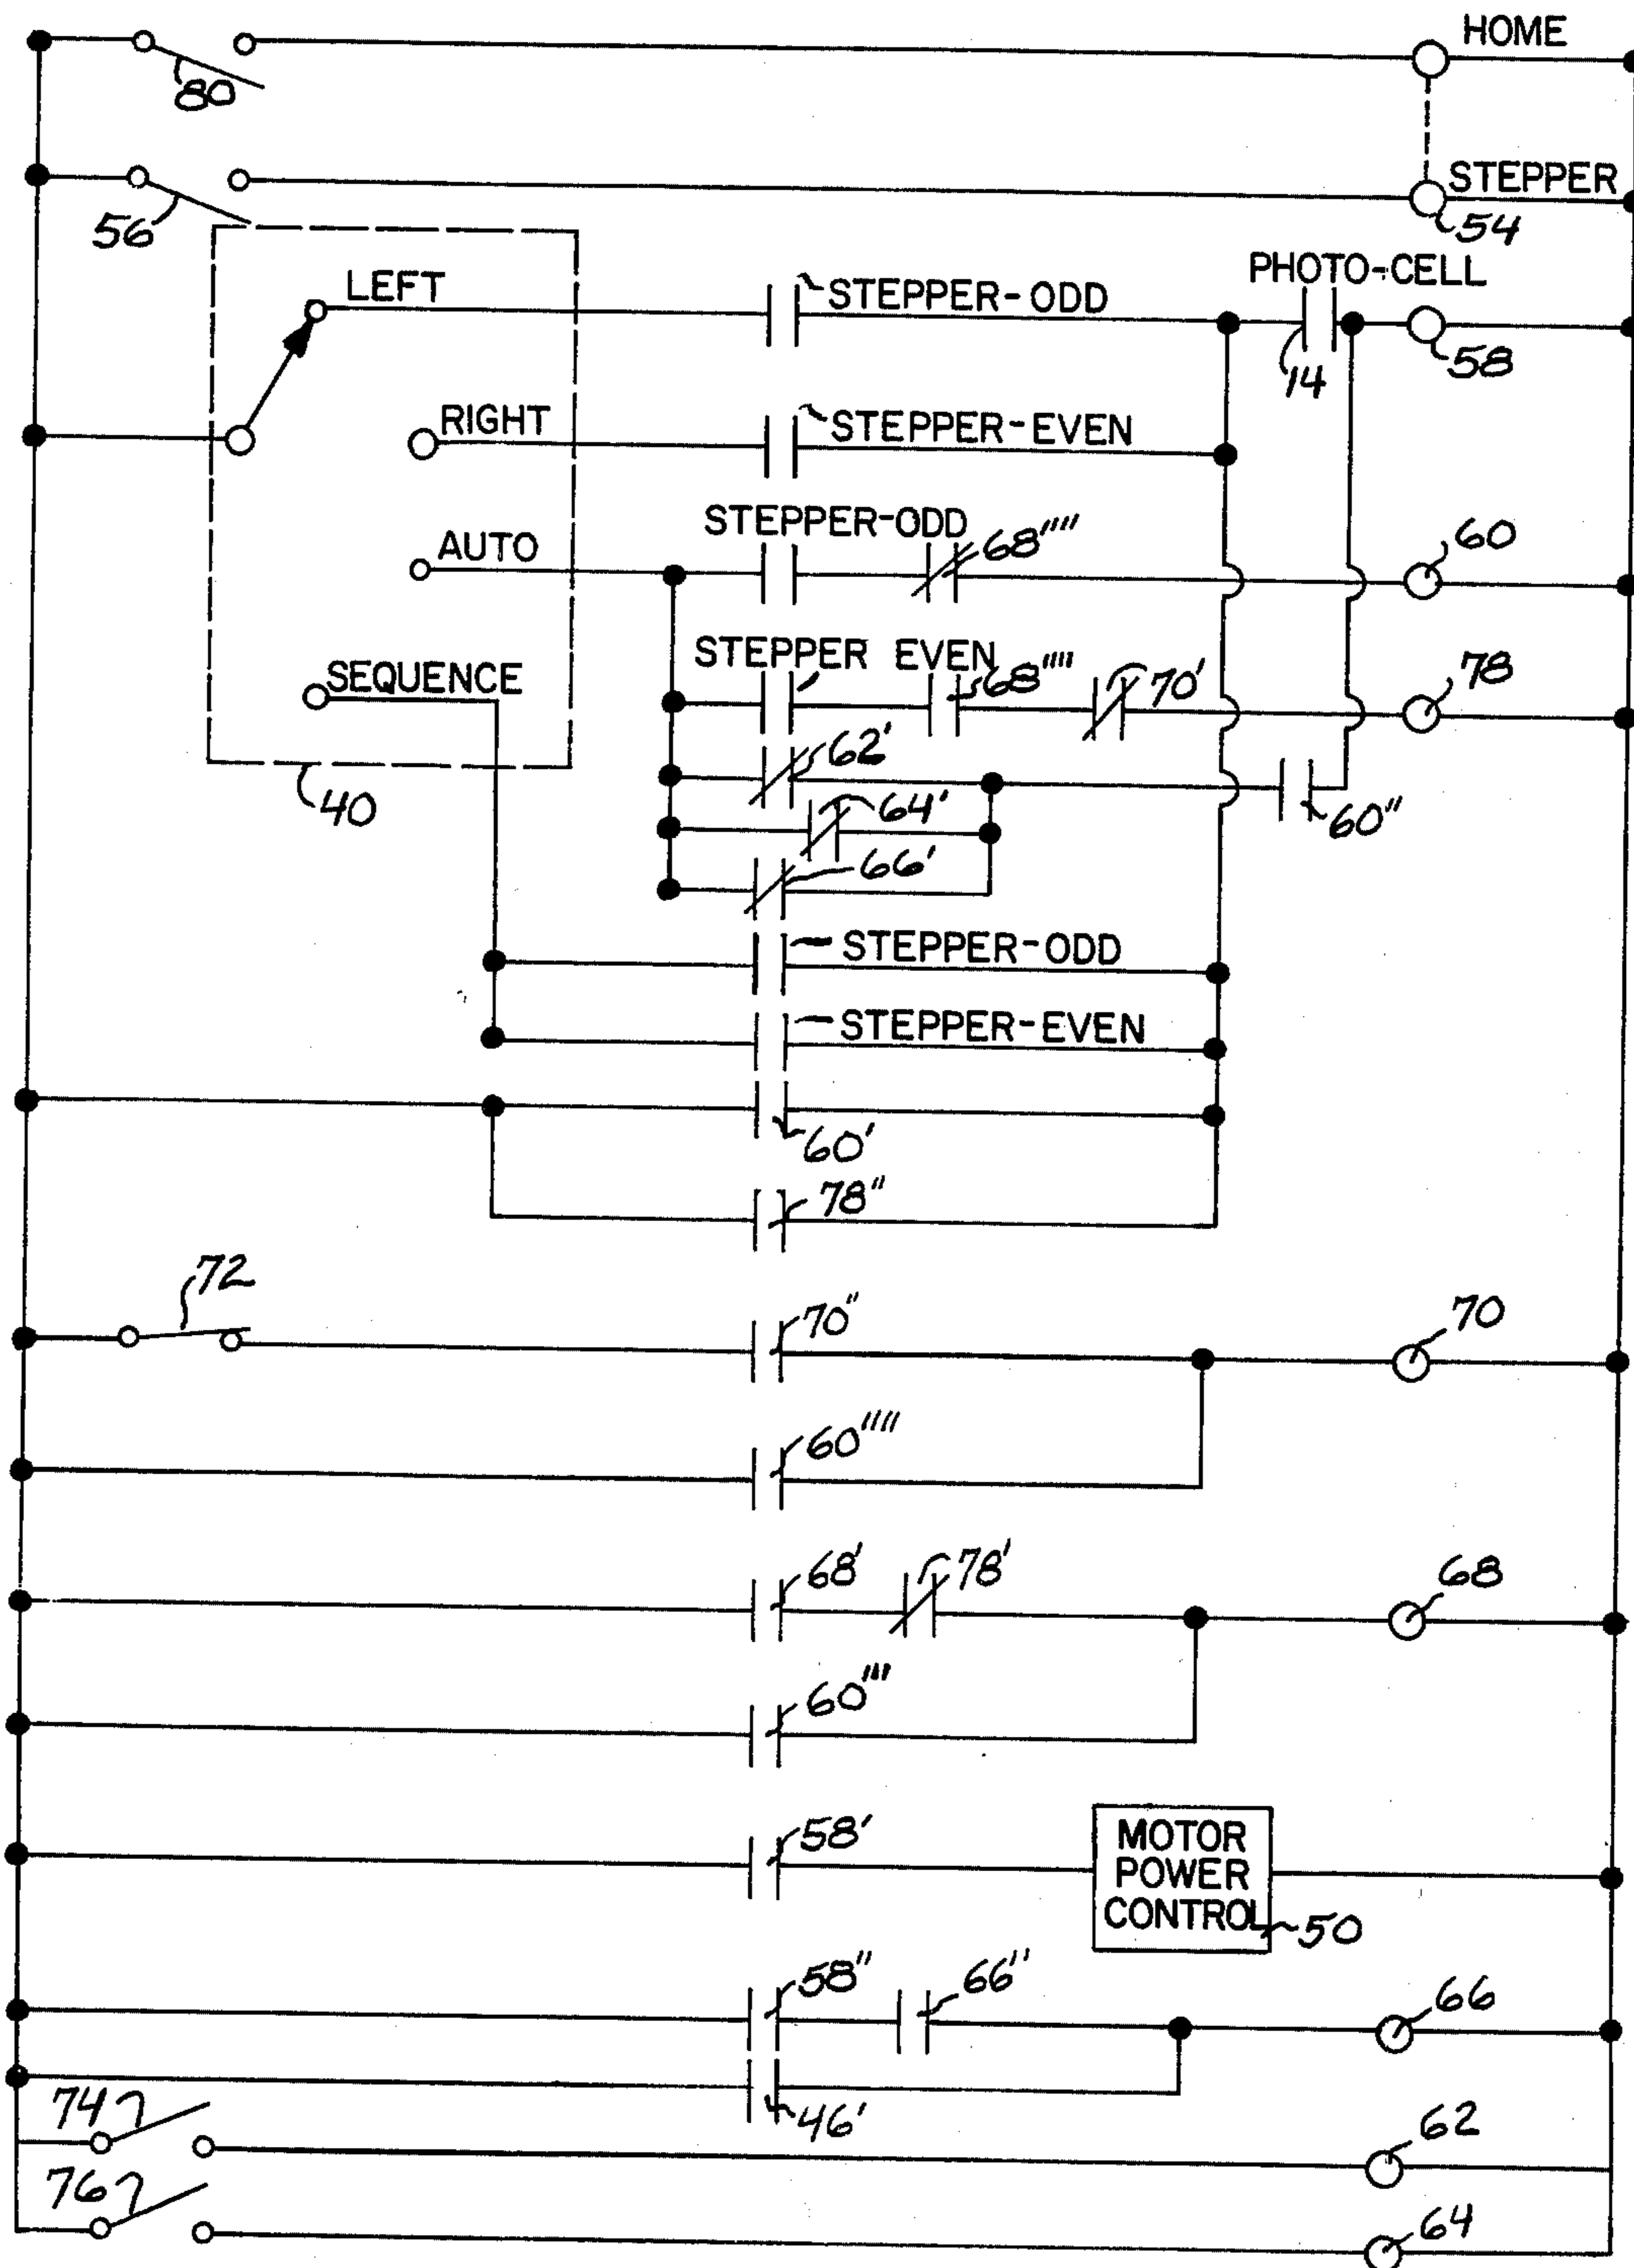 HOME
80
STEPPER
56
54
LEFT
STEPPER-ODD
PHOTO-CELL
14
58
RIGHT
STEPPER-EVEN
AUTO
STEPPER-ODD
68''''
60
SEQUENCE
STEPPER EVEN
68''''
70'
78
40
62'
64'
60''
66'
STEPPER-ODD
STEPPER-EVEN
60'
78''
72
70''
70
60''''
68'
78'
68
60'''
58'
MOTOR
POWER
CONTROL
50
58''
66''
66
46'
74
62
76
64